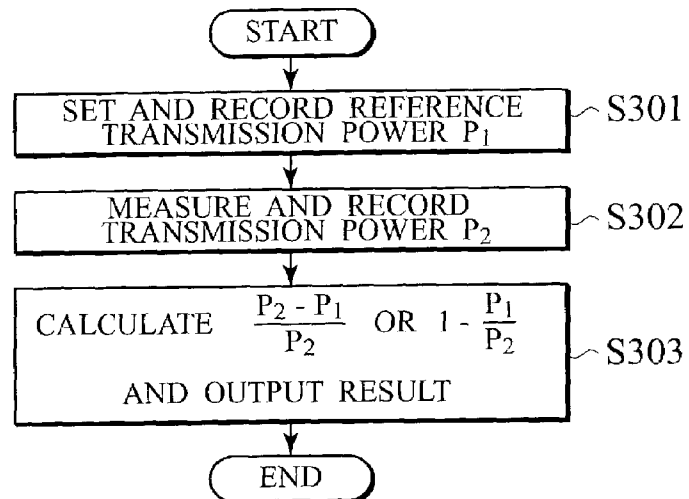 START
SET AND RECORD REFERENCE
TRANSMISSION POWER P1
S301
MEASURE AND RECORD
TRANSMISSION POWER P2
S302
CALCULATE P2 - P1 / P2 OR 1 - P1 / P2
AND OUTPUT RESULT
S303
END